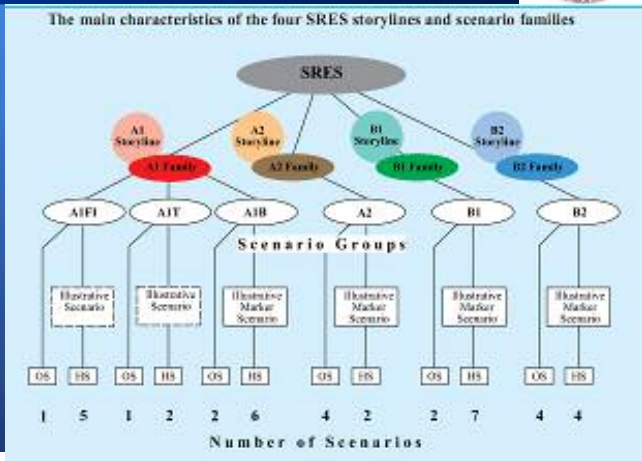 The main characteristics of the four SRES storylines and scenario families
SRES
A1
Storyline
A2
Storyline
B1
Storyline
B2
Storyline
A1 Family
A2 Family
B1 Family
B2 Family
A1FI
A1T
A1B
A2
B1
B2
Scenario Groups
Illustrative
Scenario
Illustrative
Scenario
Illustrative
Marker
Scenario
Illustrative
Marker
Scenario
Illustrative
Marker
Scenario
Illustrative
Marker
Scenario
OS HS OS HS OS HS OS HS OS HS OS HS
1 5 1 2 2 6 4 2 2 7 4 4
Number of Scenarios